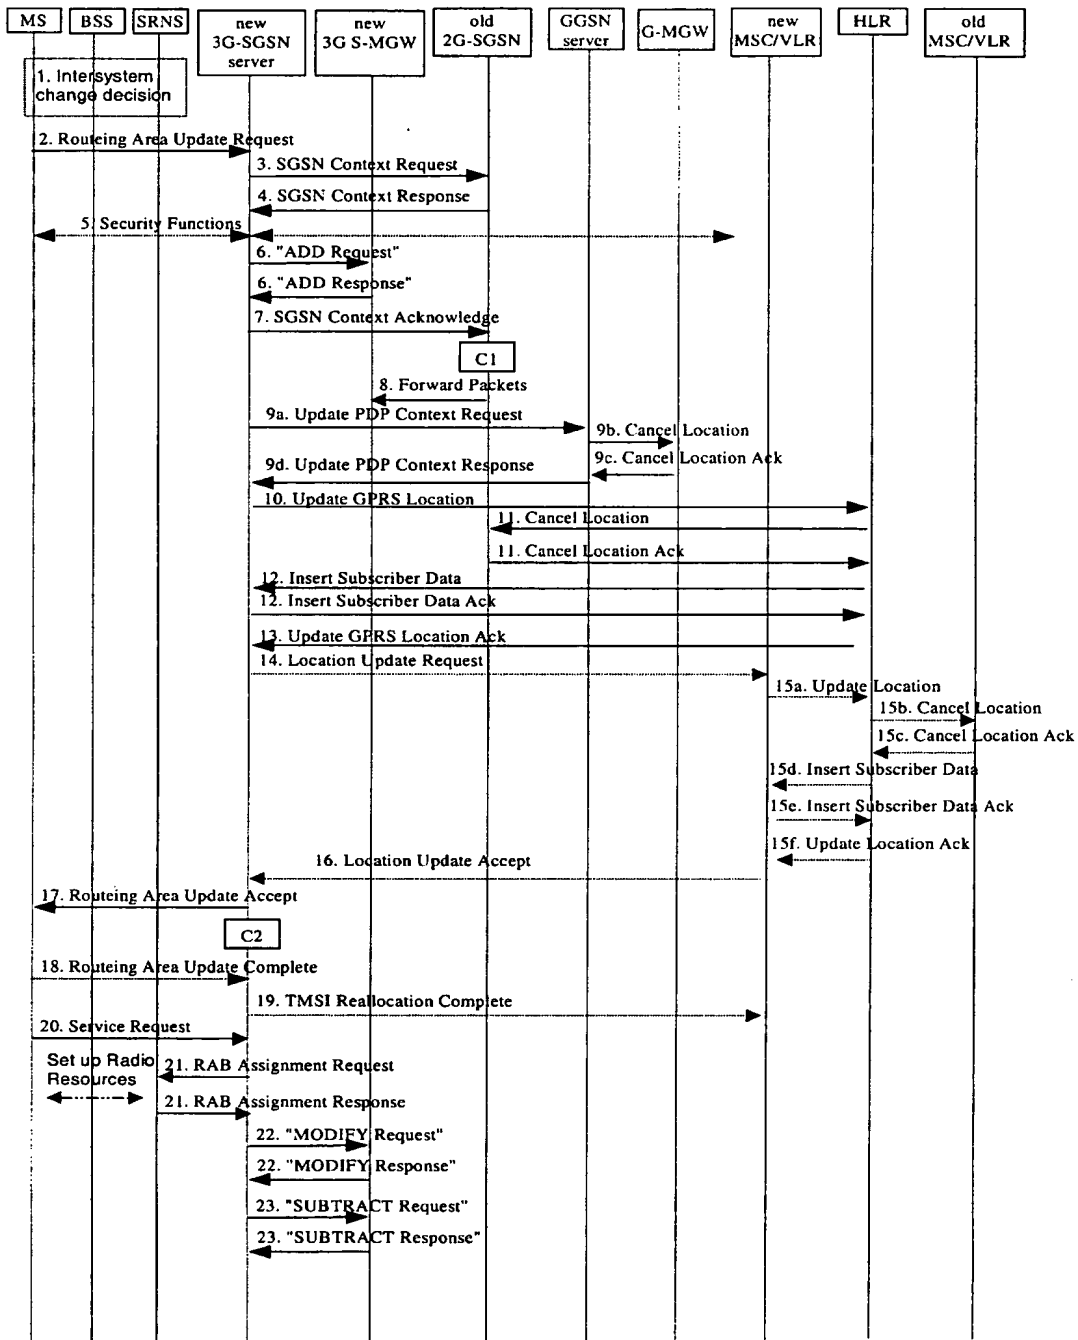 MS
BSS
SRNS
new
3G-SGSN
server
new
3G S-MGW
old
2G-SGSN
GGSN
server
G-MGW
new
MSC/VLR
HLR
old
MSC/VLR
1. Intersystem
change decision
2. Routeing Area Update Request
3. SGSN Context Request
4. SGSN Context Response
5. Security Functions
6. "ADD Request"
6. "ADD Response"
7. SGSN Context Acknowledge
C1
8. Forward Packets
9a. Update PDP Context Request
9b. Cancel Location
9c. Cancel Location Ack
9d. Update PDP Context Response
10. Update GPRS Location
11. Cancel Location
11. Cancel Location Ack
12. Insert Subscriber Data
12. Insert Subscriber Data Ack
13. Update GPRS Location Ack
14. Location Update Request
15a. Update Location
15b. Cancel Location
15c. Cancel Location Ack
15d. Insert Subscriber Data
15e. Insert Subscriber Data Ack
15f. Update Location Ack
16. Location Update Accept
17. Routeing Area Update Accept
C2
18. Routeing Area Update Complete
19. TMSI Reallocation Complete
20. Service Request
Set up Radio
Resources
21. RAB Assignment Request
21. RAB Assignment Response
22. "MODIFY Request"
22. "MODIFY Response"
23. "SUBTRACT Request"
23. "SUBTRACT Response"